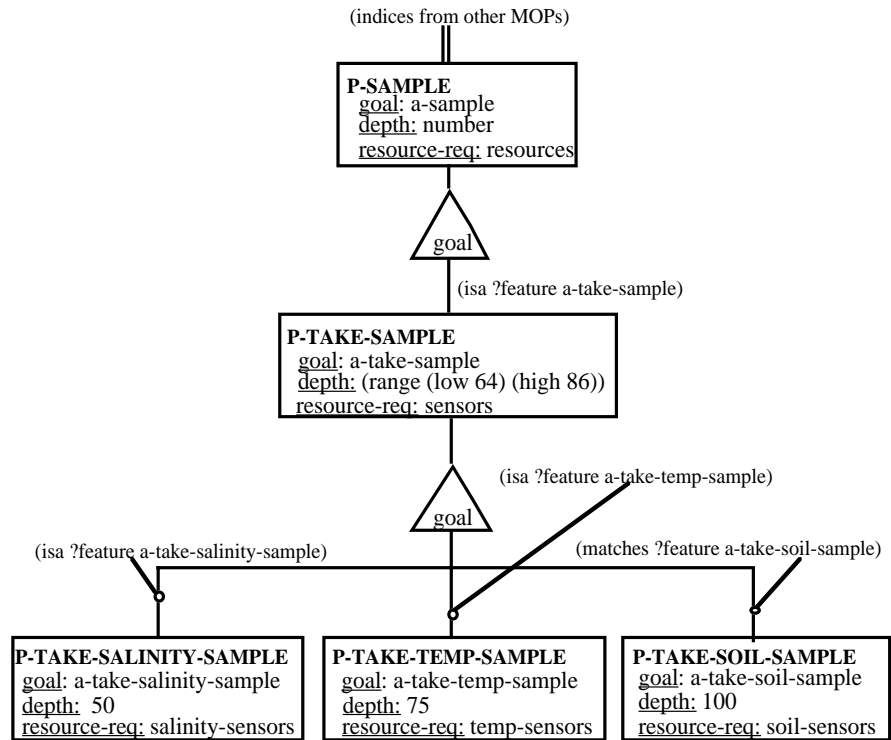 (indices from other MOPs)
P-SAMPLE
goal: a-sample
depth: number
resource-req: resources
goal
(isa ?feature a-take-sample)
P-TAKE-SAMPLE
goal: a-take-sample
depth: (range (low 64) (high 86))
resource-req: sensors
(isa ?feature a-take-temp-sample)
goal
(isa ?feature a-take-salinity-sample)
(matches ?feature a-take-soil-sample)
P-TAKE-SALINITY-SAMPLE
goal: a-take-salinity-sample
depth: 50
resource-req: salinity-sensors
P-TAKE-TEMP-SAMPLE
goal: a-take-temp-sample
depth: 75
resource-req: temp-sensors
P-TAKE-SOIL-SAMPLE
goal: a-take-soil-sample
depth: 100
resource-req: soil-sensors